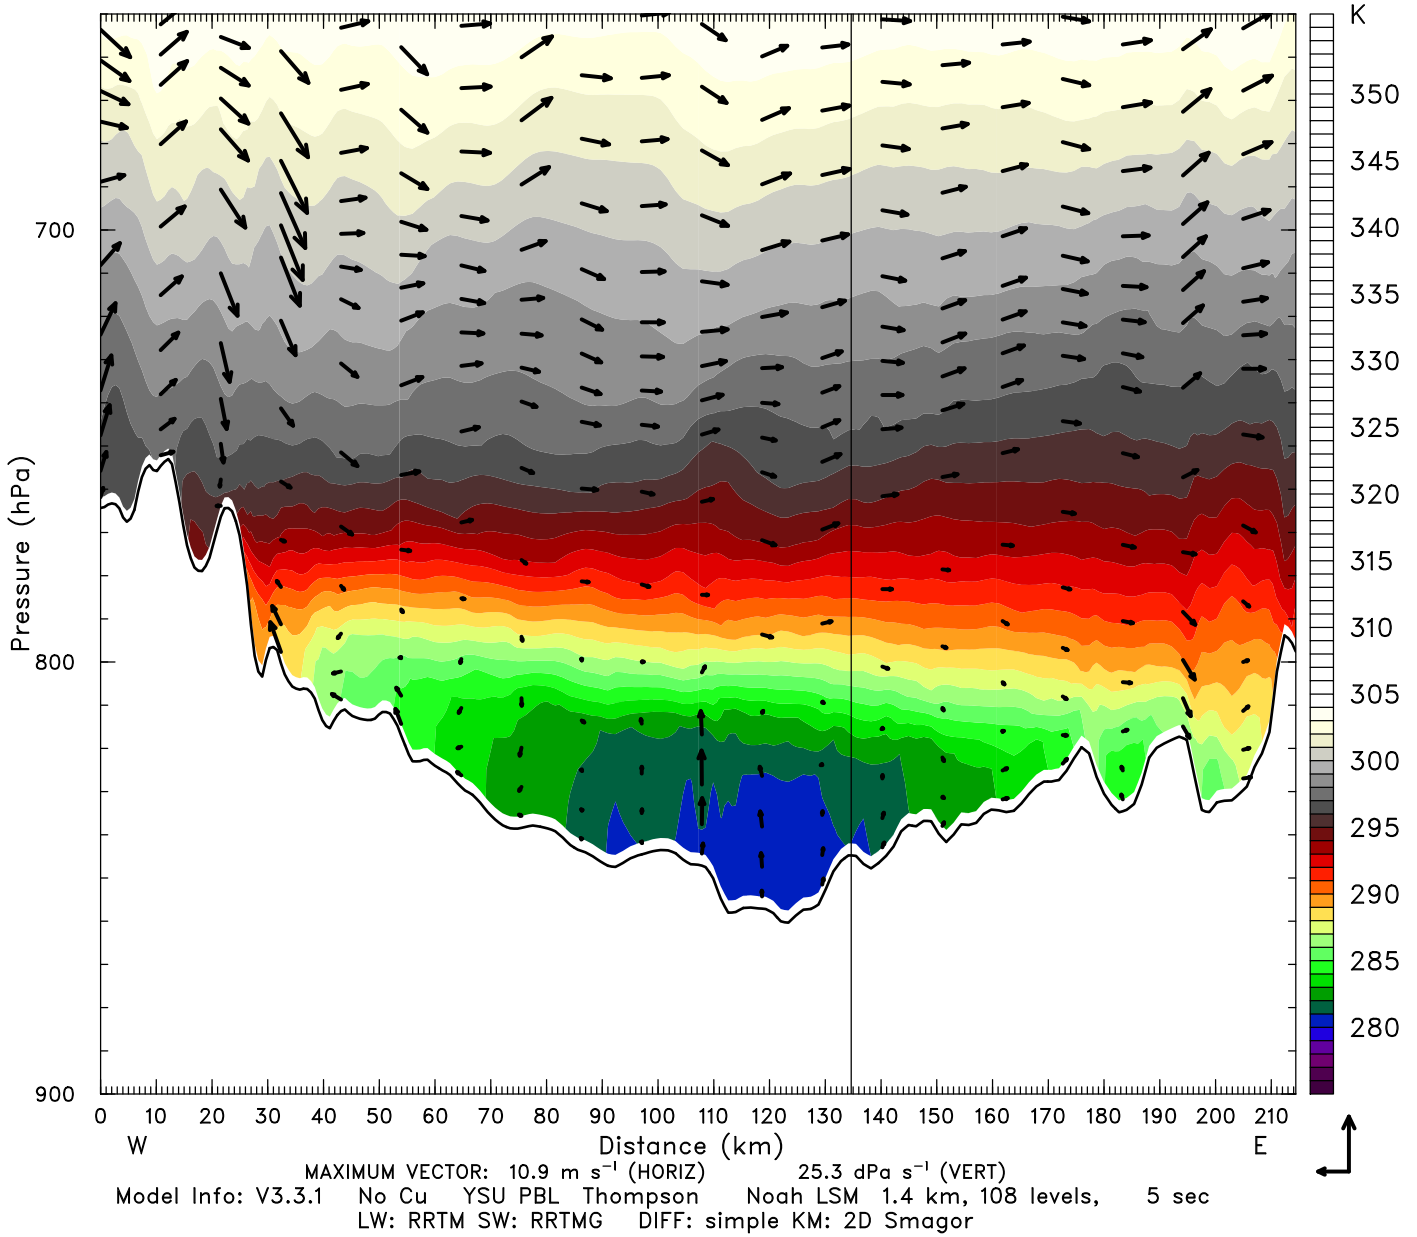 K
350
345
340
700
335
330
325
320
315
Pressure (hPa)
310
800
305
300
295
290
285
280
900
0 10 20 30 40 50 60 70 80 90 100 110 120 130 140 150 160 170 180 190 200 210
W Distance (km) E
MAXIMUM VECTOR: 10.9 m s⁻¹ (HORIZ) 25.3 dPa s⁻¹ (VERT)
Model Info: V3.3.1 No Cu YSU PBL Thompson Noah LSM 1.4 km, 108 levels, 5 sec
LW: RRTM SW: RRTMG DIFF: simple KM: 2D Smagor